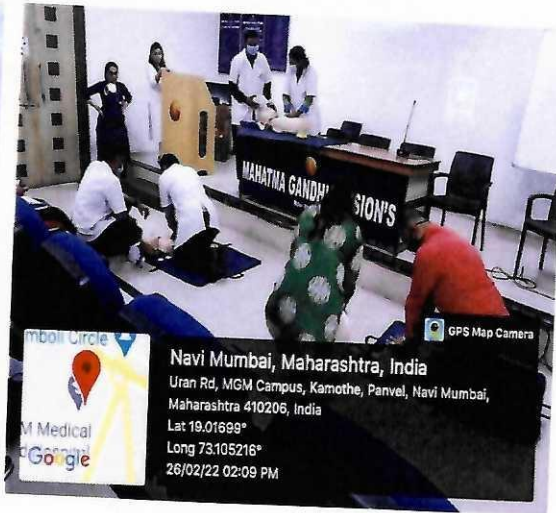 MAHATMA GANDHI
SION'S
GPS Map Camera
Navi Mumbai, Maharashtra, India
Uran Rd, MGM Campus, Kamothe, Panvel, Navi Mumbai,
Maharashtra 410206, India
Lat 19.01699°
Long 73.105216°
26/02/22 02:09 PM
mboli Circle
M Medical
Google